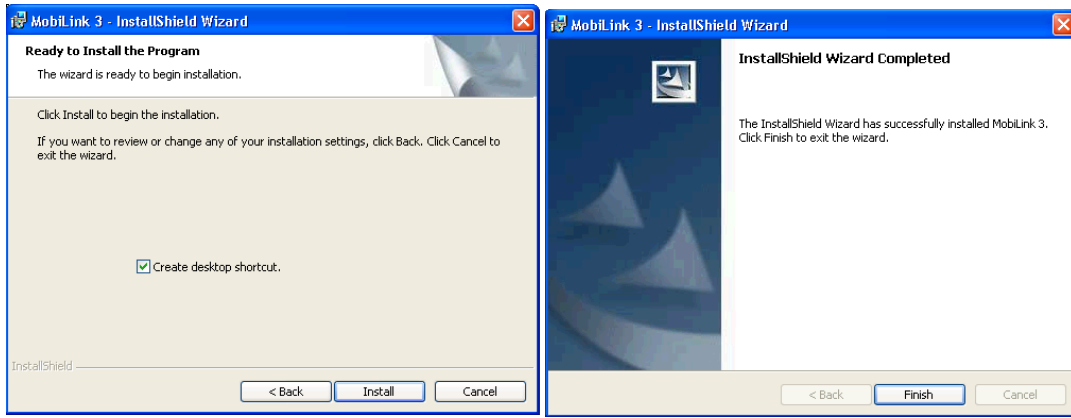 MobiLink 3 - InstallShield Wizard
Ready to Install the Program
The wizard is ready to begin installation.
Click Install to begin the installation.
If you want to review or change any of your installation settings, click Back. Click Cancel to
exit the wizard.
Create desktop shortcut.
InstallShield
< Back
Install
Cancel
MobiLink 3 - InstallShield Wizard
InstallShield Wizard Completed
The InstallShield Wizard has successfully installed MobiLink 3.
Click Finish to exit the wizard.
< Back
Finish
Cancel